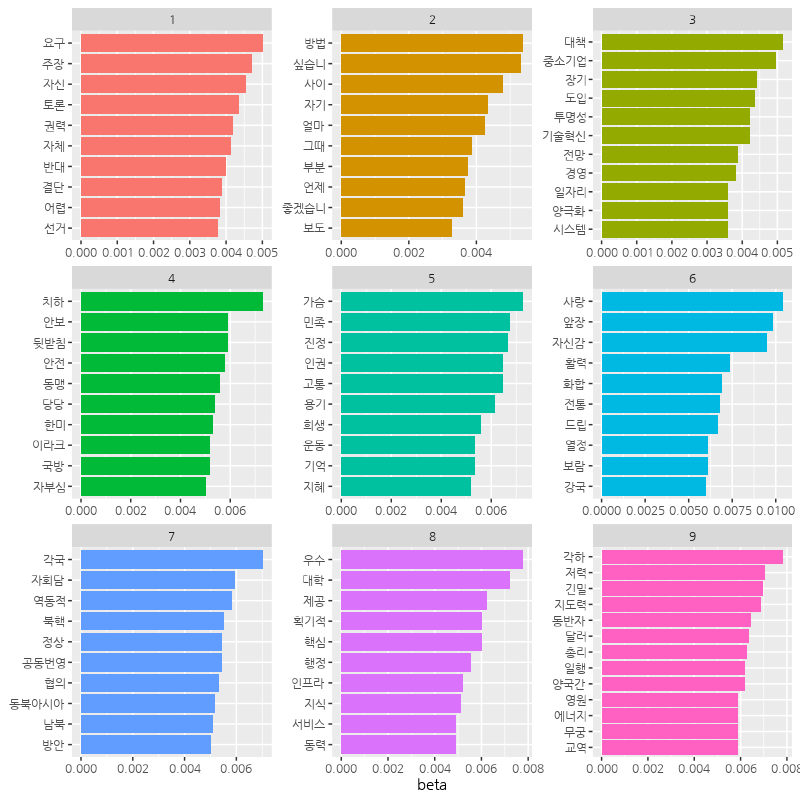 1
요구
주장
자신
토론
권력
자체
반대
결단
어렵
선거
0.000 0.001 0.002 0.003 0.004 0.005
2
방법
싶습니
사이
자기
얼마
그때
부분
언제
좋겠습니
보도
0.000 0.002 0.004
3
대책
중소기업
장기
도입
투명성
기술혁신
전망
경영
일자리
양극화
시스템
0.000 0.001 0.002 0.003 0.004 0.005
4
치하
안보
뒷받침
안전
동맹
당당
한미
이라크
국방
자부심
0.000 0.002 0.004 0.006
5
가슴
민족
진정
인권
고통
용기
희생
운동
기억
지혜
0.000 0.002 0.004 0.006
6
사랑
앞장
자신감
활력
화합
전통
드립
열정
보람
강국
0.0000 0.0025 0.0050 0.0075 0.0100
7
각국
자회담
역동적
북핵
정상
공동번영
협의
동북아시아
남북
방안
0.000 0.002 0.004 0.006
8
우수
대학
제공
획기적
핵심
행정
인프라
지식
서비스
동력
0.000 0.002 0.004 0.006 0.008
9
각하
저력
긴밀
지도력
동반자
달러
총리
일행
양국간
영원
에너지
무궁
교역
0.000 0.002 0.004 0.006 0.008
beta